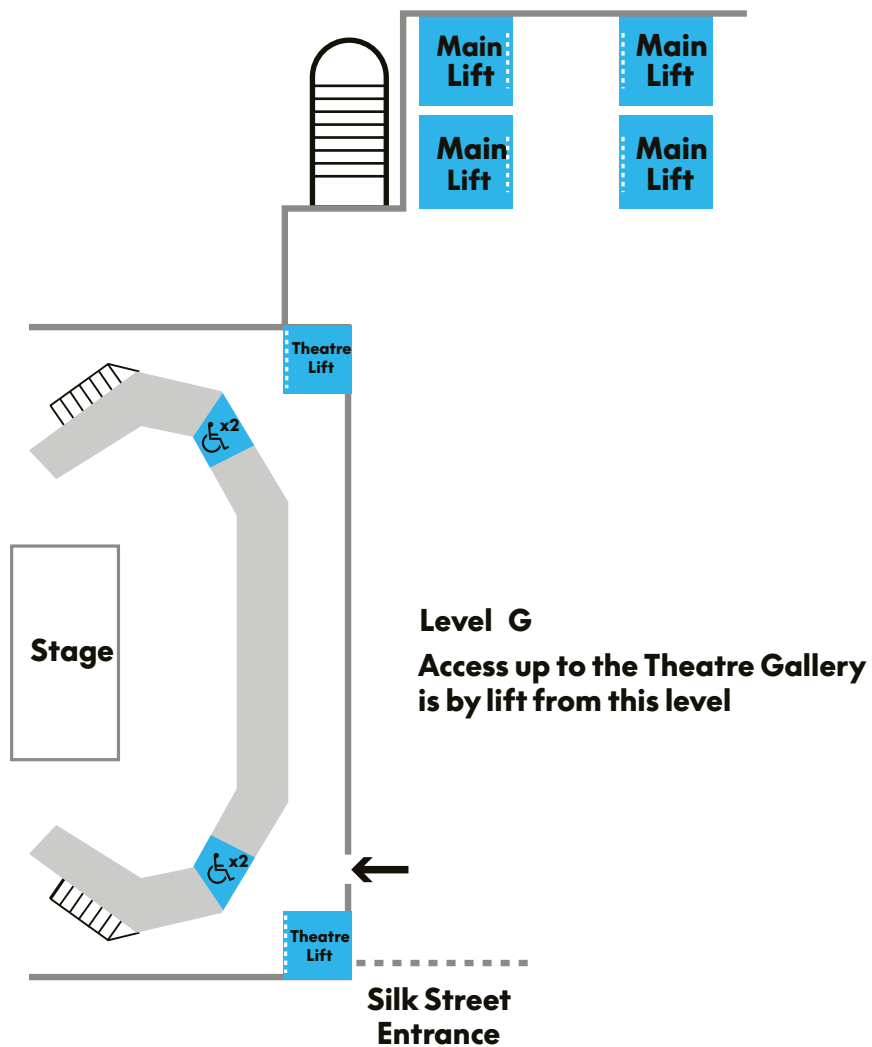 Main
Lift
Main
Lift
Main
Lift
Main
Lift
Theatre
Lift
x2
Level G
Access up to the Theatre Gallery
is by lift from this level
Stage
x2
Theatre
Lift
Silk Street
Entrance